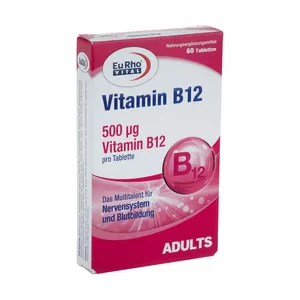 EuRho®
VITAL
Nahrungsergänzungsmittel
60 Tabletten
Vitamin B12
500 µg
Vitamin B12
pro Tablette
B12
Das Multitalent für
Nervensystem
und Blutbildung
ADULTS